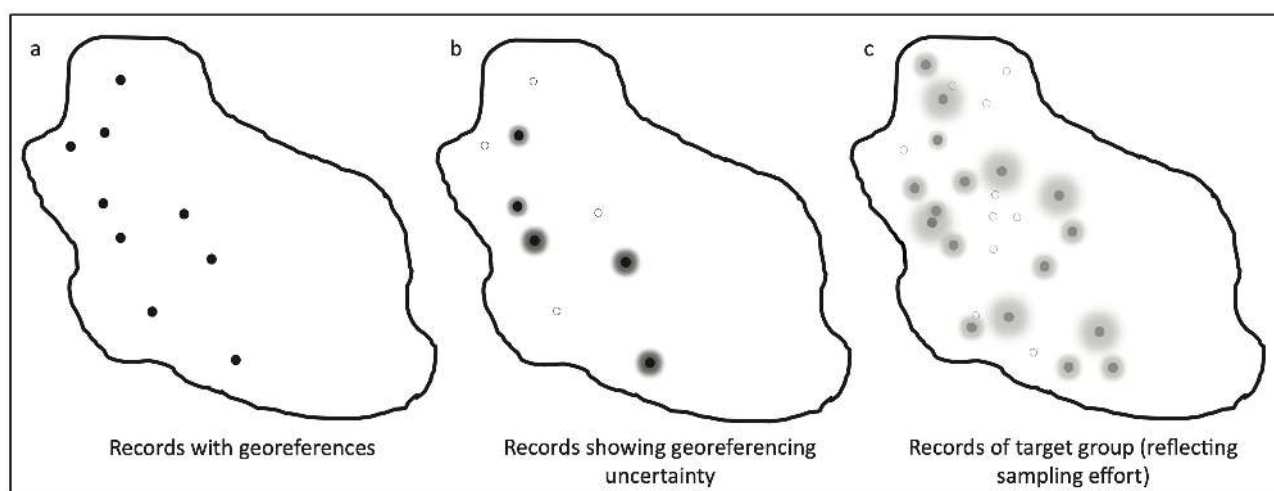 a
b
c
Records with georeferences
Records showing georeferencing
uncertainty
Records of target group (reflecting
sampling effort)